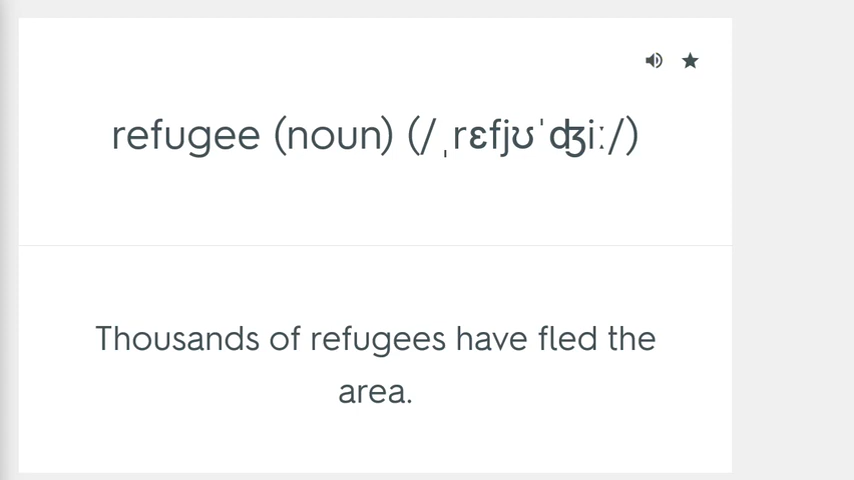 refugee (noun) (/ˌrɛfjʊˈʤiː/)
Thousands of refugees have fled the
area.